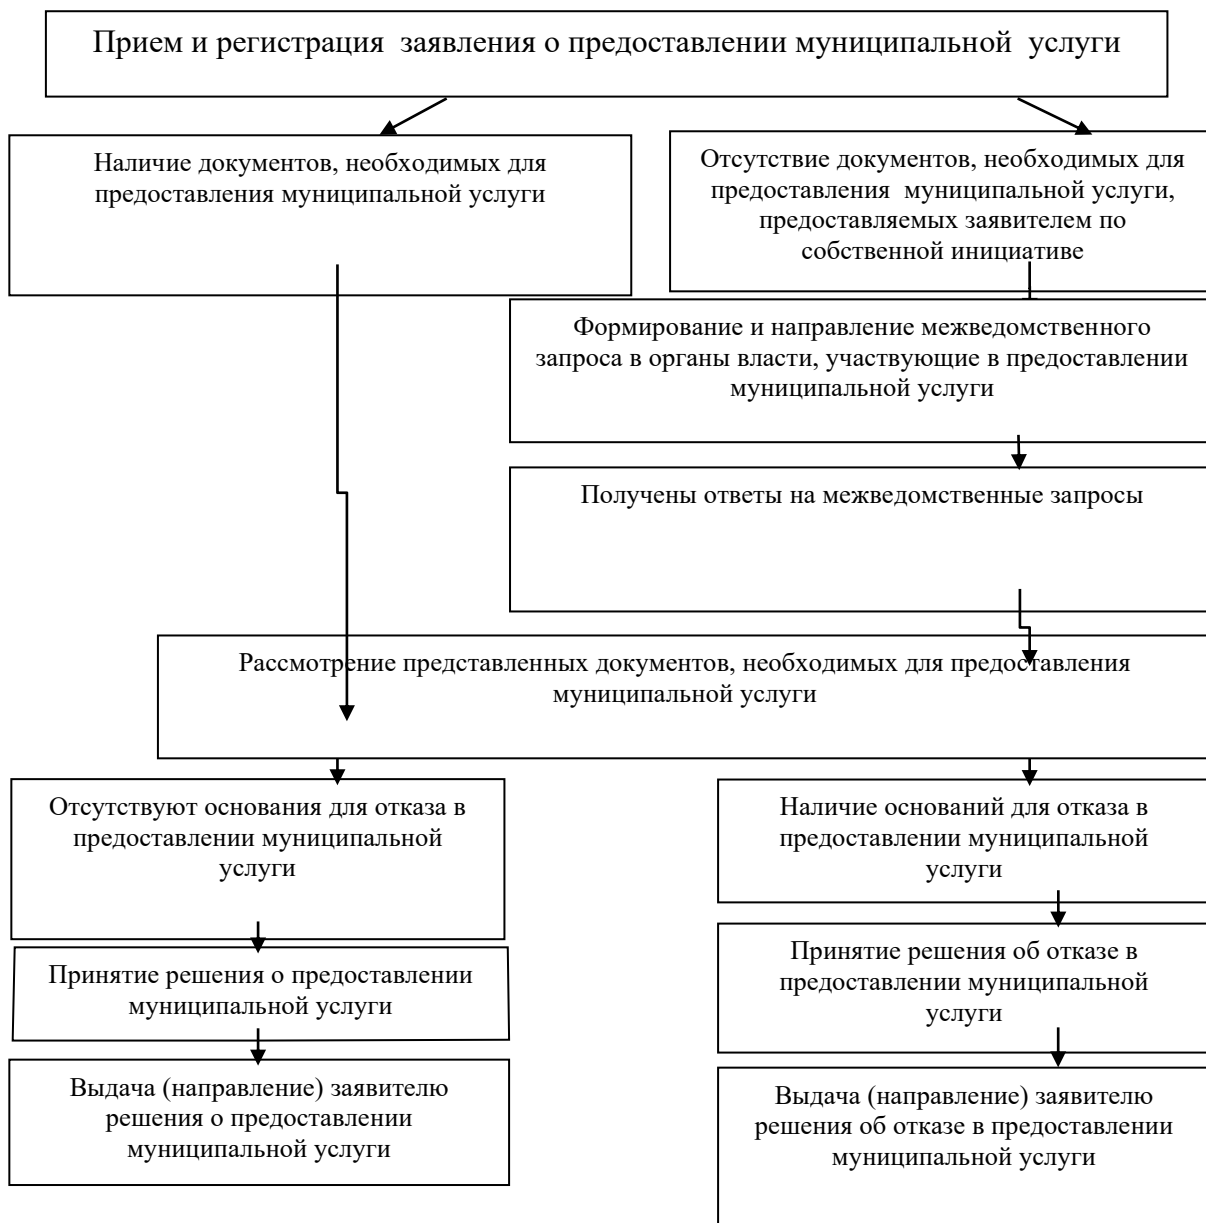 Прием и регистрация заявления о предоставлении муниципальной услуги
Наличие документов, необходимых для
предоставления муниципальной услуги
Отсутствие документов, необходимых для
предоставления муниципальной услуги,
предоставляемых заявителем по
собственной инициативе
Формирование и направление межведомственного
запроса в органы власти, участвующие в предоставлении
муниципальной услуги
Получены ответы на межведомственные запросы
Рассмотрение представленных документов, необходимых для предоставления
муниципальной услуги
Отсутствуют основания для отказа в
предоставлении муниципальной
услуги
Наличие оснований для отказа в
предоставлении муниципальной
услуги
Принятие решения о предоставлении
муниципальной услуги
Принятие решения об отказе в
предоставлении муниципальной
услуги
Выдача (направление) заявителю
решения о предоставлении
муниципальной услуги
Выдача (направление) заявителю
решения об отказе в предоставлении
муниципальной услуги